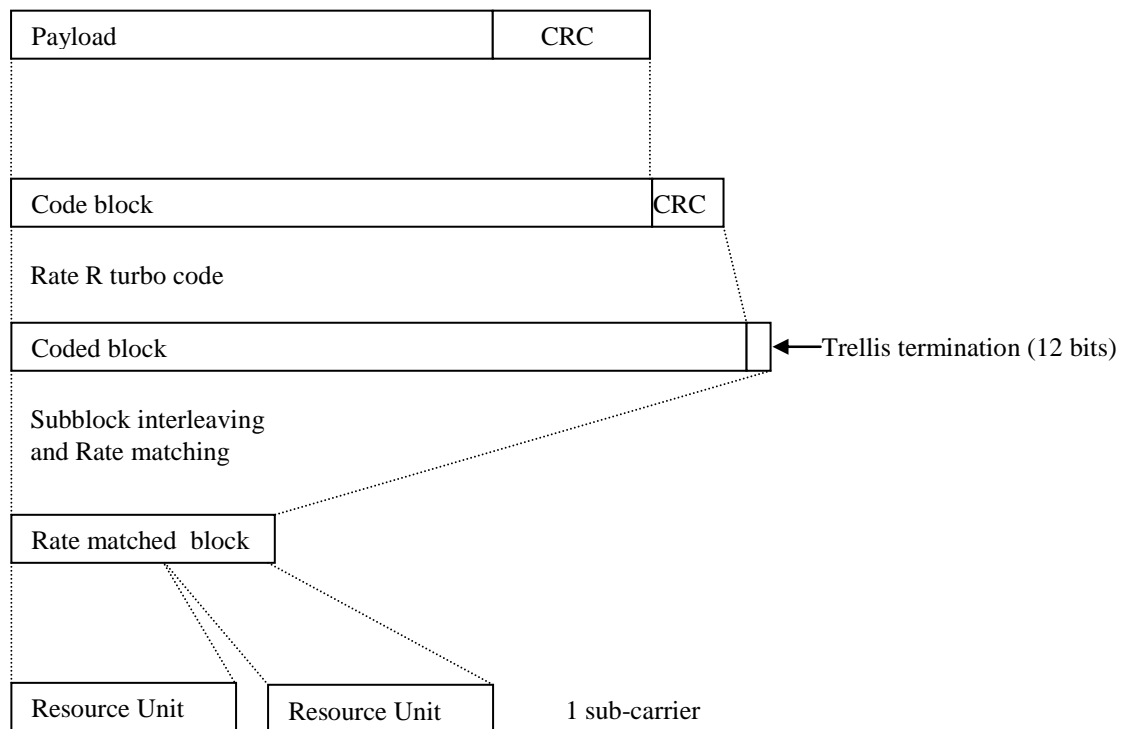 Payload CRC
Code block CRC
Rate R turbo code
Coded block
Trellis termination (12 bits)
Subblock interleaving
and Rate matching
Rate matched block
Resource Unit Resource Unit 1 sub-carrier